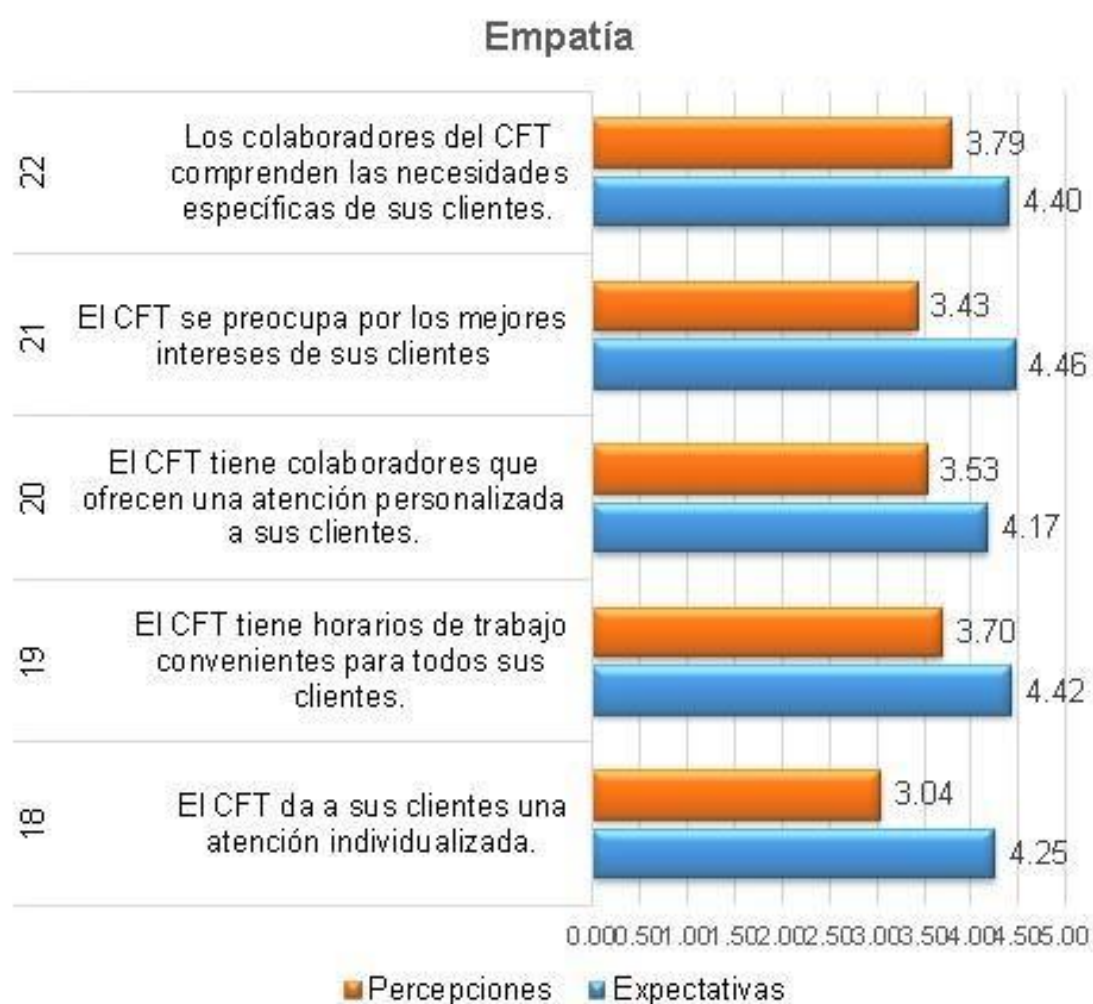 Empatía
22
Los colaboradores del CFT
comprenden las necesidades
específicas de sus clientes.
3.79
4.40
21
El CFT se preocupa por los mejores
intereses de sus clientes
3.43
4.46
20
El CFT tiene colaboradores que
ofrecen una atención personalizada
a sus clientes.
3.53
4.17
19
El CFT tiene horarios de trabajo
convenientes para todos sus
clientes.
3.70
4.42
18
El CFT da a sus clientes una
atención individualizada.
3.04
4.25
0.000.501.001.502.002.503.003.504.004.505.00
Percepciones Expectativas